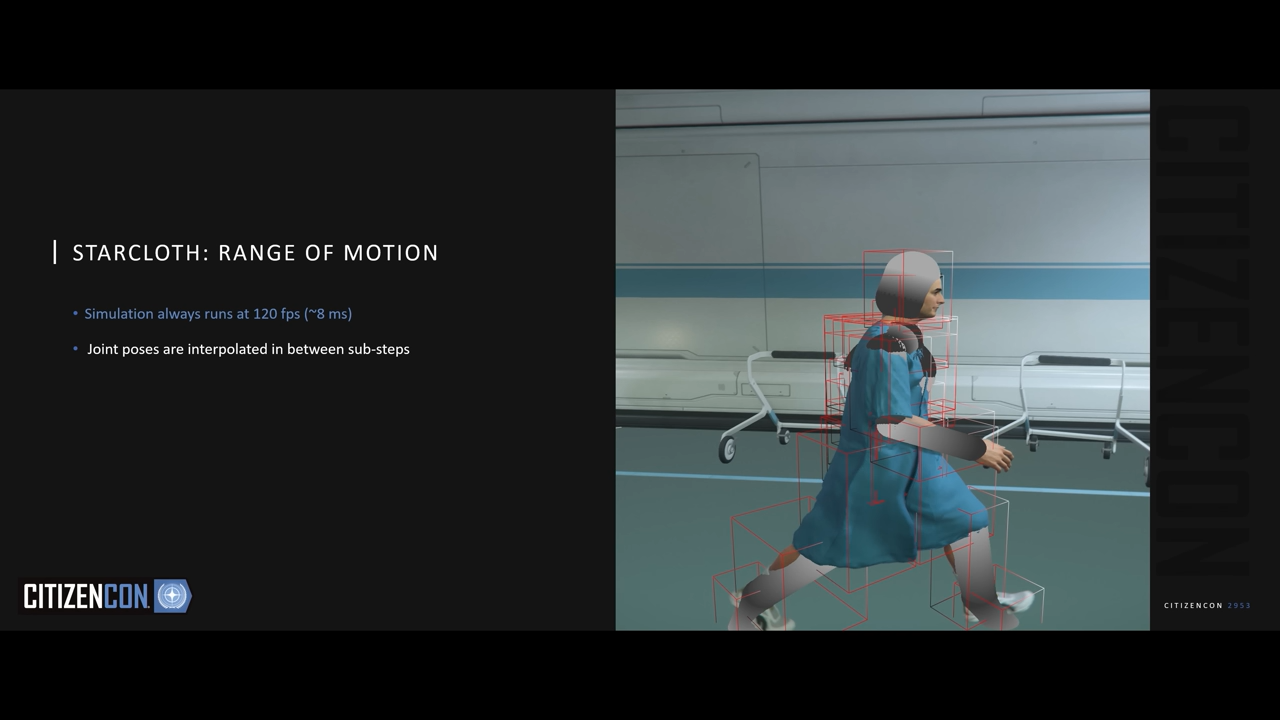 STARCLOTH: RANGE OF MOTION
• Simulation always runs at 120 fps (~8 ms)
• Joint poses are interpolated in between sub-steps
CITIZENCON
CITIZENCON
CITIZENCON 2953